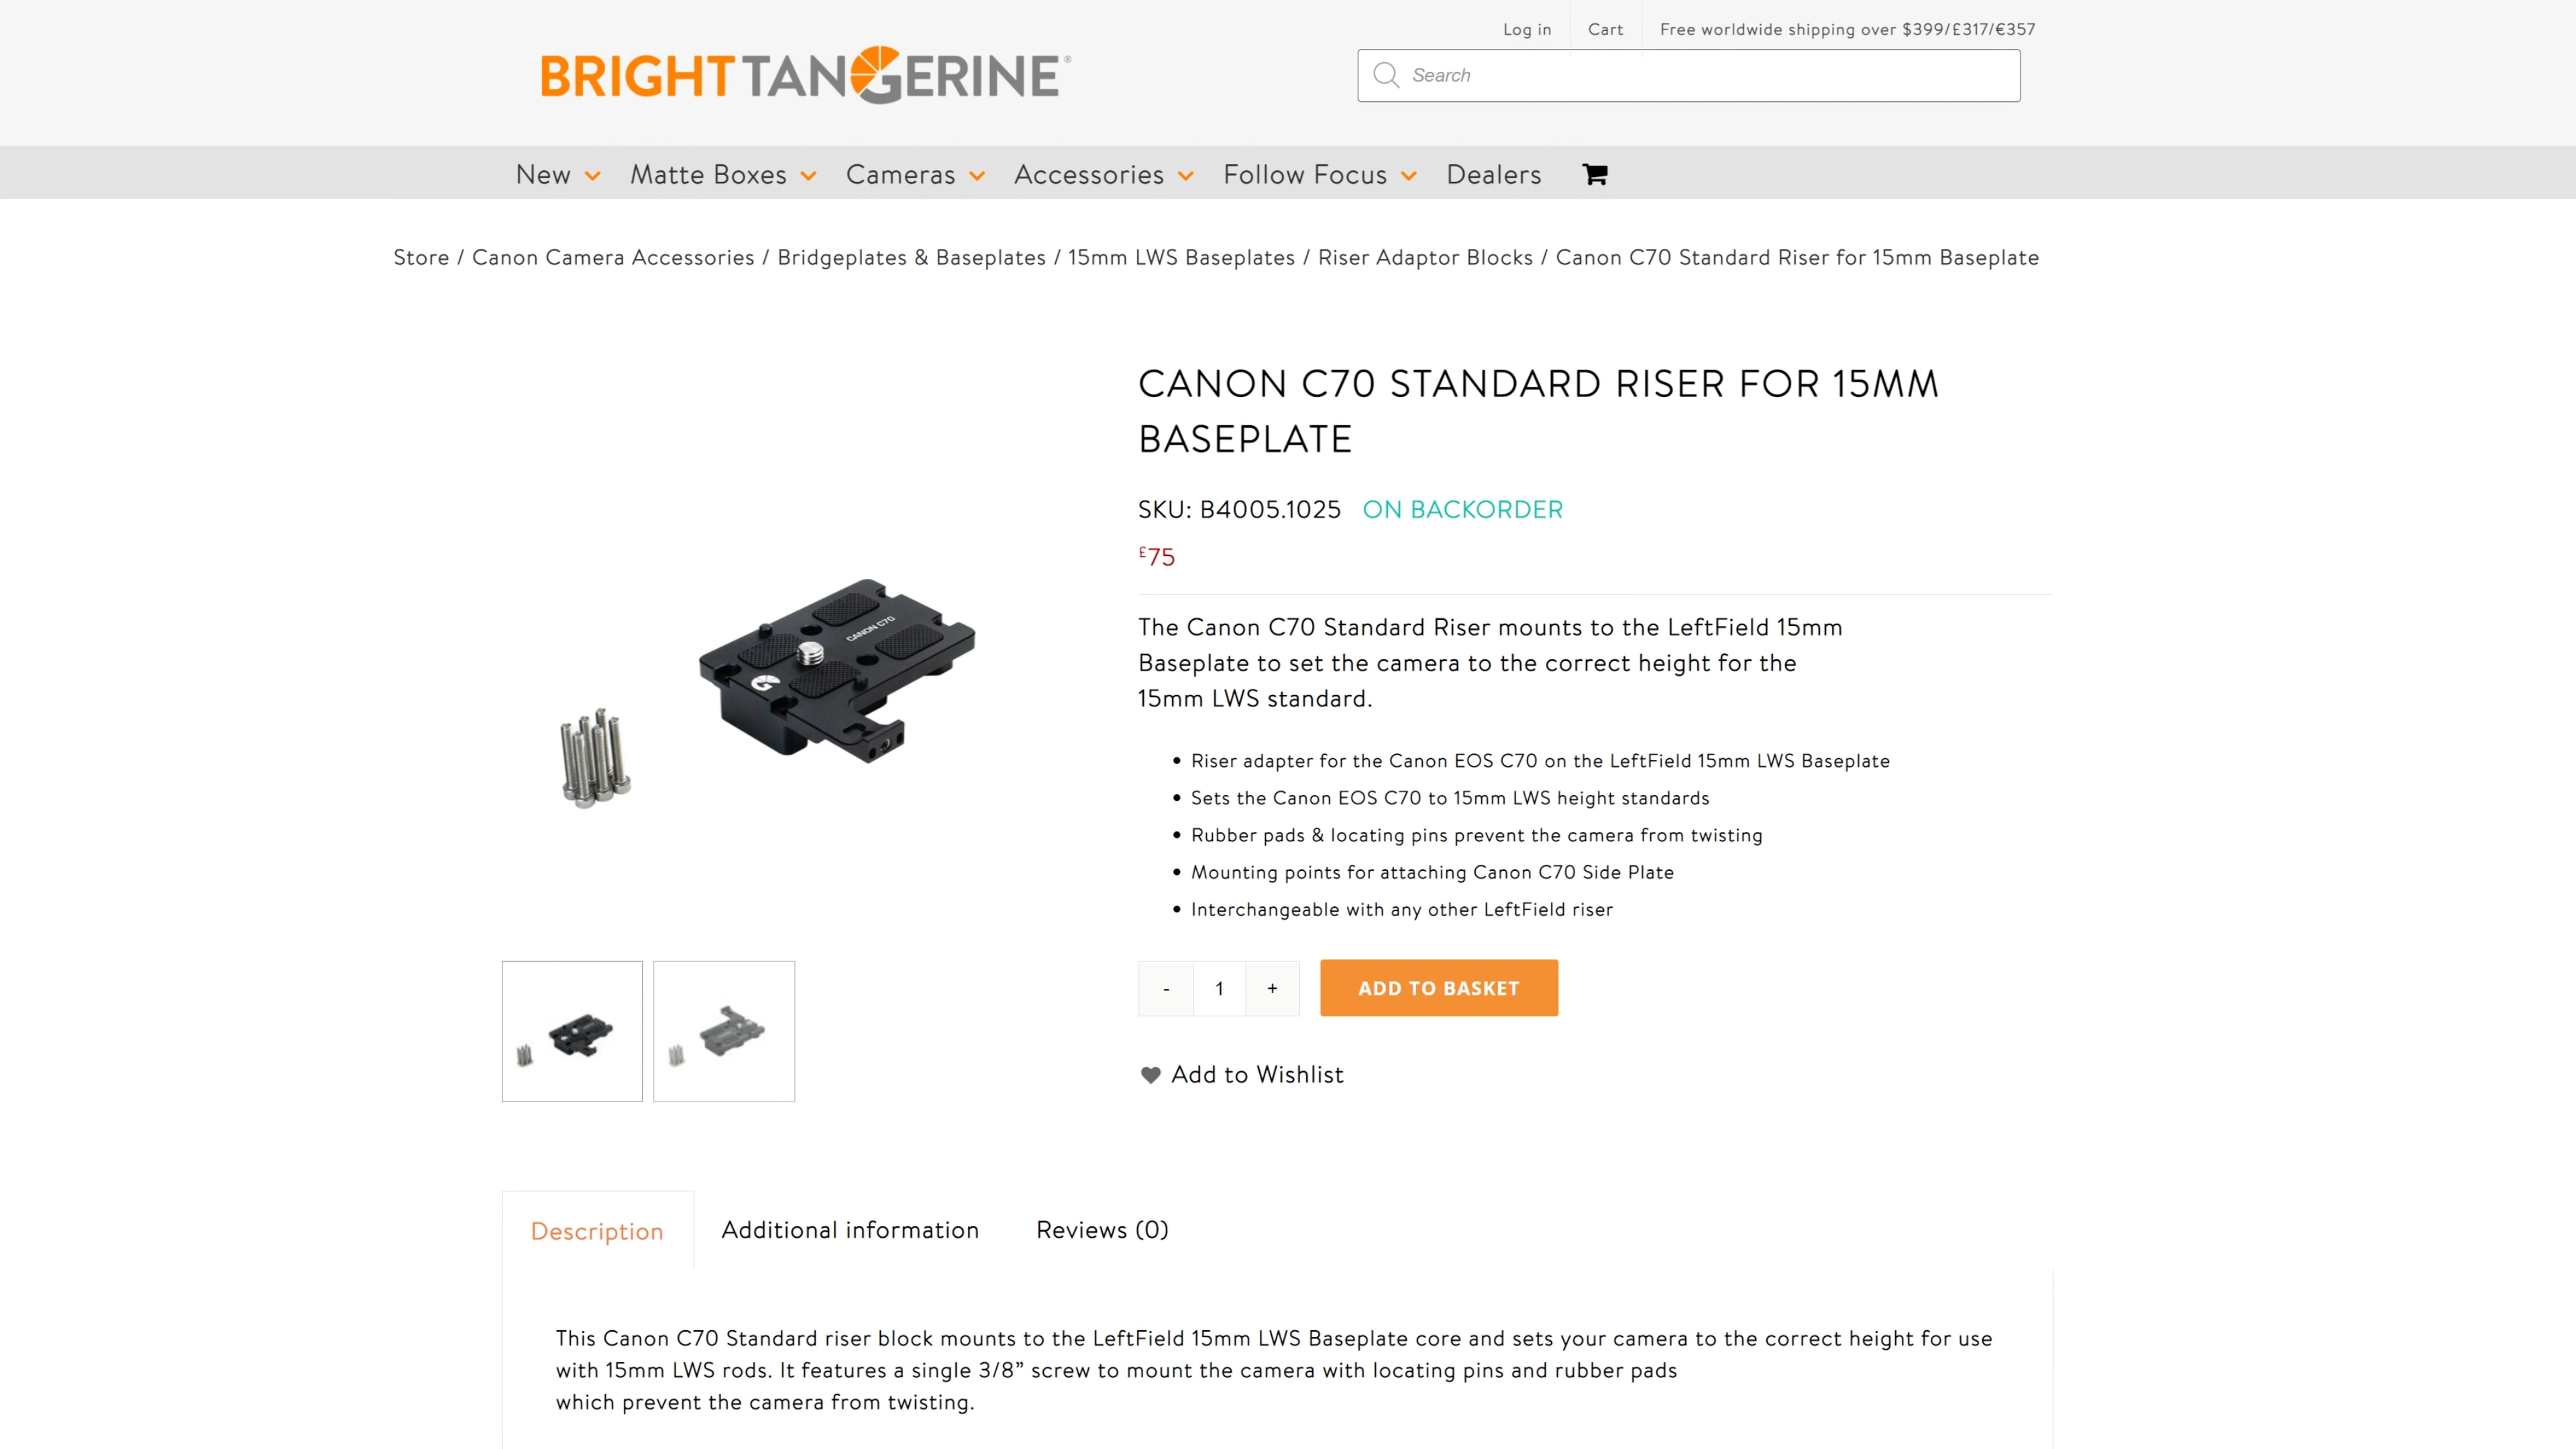 Log in
Cart
Free worldwide shipping over $399/£317/€357
BRIGHT TANGERINE®
Search
New
Matte Boxes
Cameras
Accessories
Follow Focus
Dealers
Store / Canon Camera Accessories / Bridgeplates & Baseplates / 15mm LWS Baseplates / Riser Adaptor Blocks / Canon C70 Standard Riser for 15mm Baseplate
CANON C70 STANDARD RISER FOR 15MM
BASEPLATE
SKU: B4005.1025 ON BACKORDER
£75
CANON C70
The Canon C70 Standard Riser mounts to the LeftField 15mm
Baseplate to set the camera to the correct height for the
15mm LWS standard.
• Riser adapter for the Canon EOS C70 on the LeftField 15mm LWS Baseplate
• Sets the Canon EOS C70 to 15mm LWS height standards
• Rubber pads & locating pins prevent the camera from twisting
• Mounting points for attaching Canon C70 Side Plate
• Interchangeable with any other LeftField riser
- 1 +
ADD TO BASKET
Add to Wishlist
Description
Additional information
Reviews (0)
This Canon C70 Standard riser block mounts to the LeftField 15mm LWS Baseplate core and sets your camera to the correct height for use
with 15mm LWS rods. It features a single 3/8” screw to mount the camera with locating pins and rubber pads
which prevent the camera from twisting.